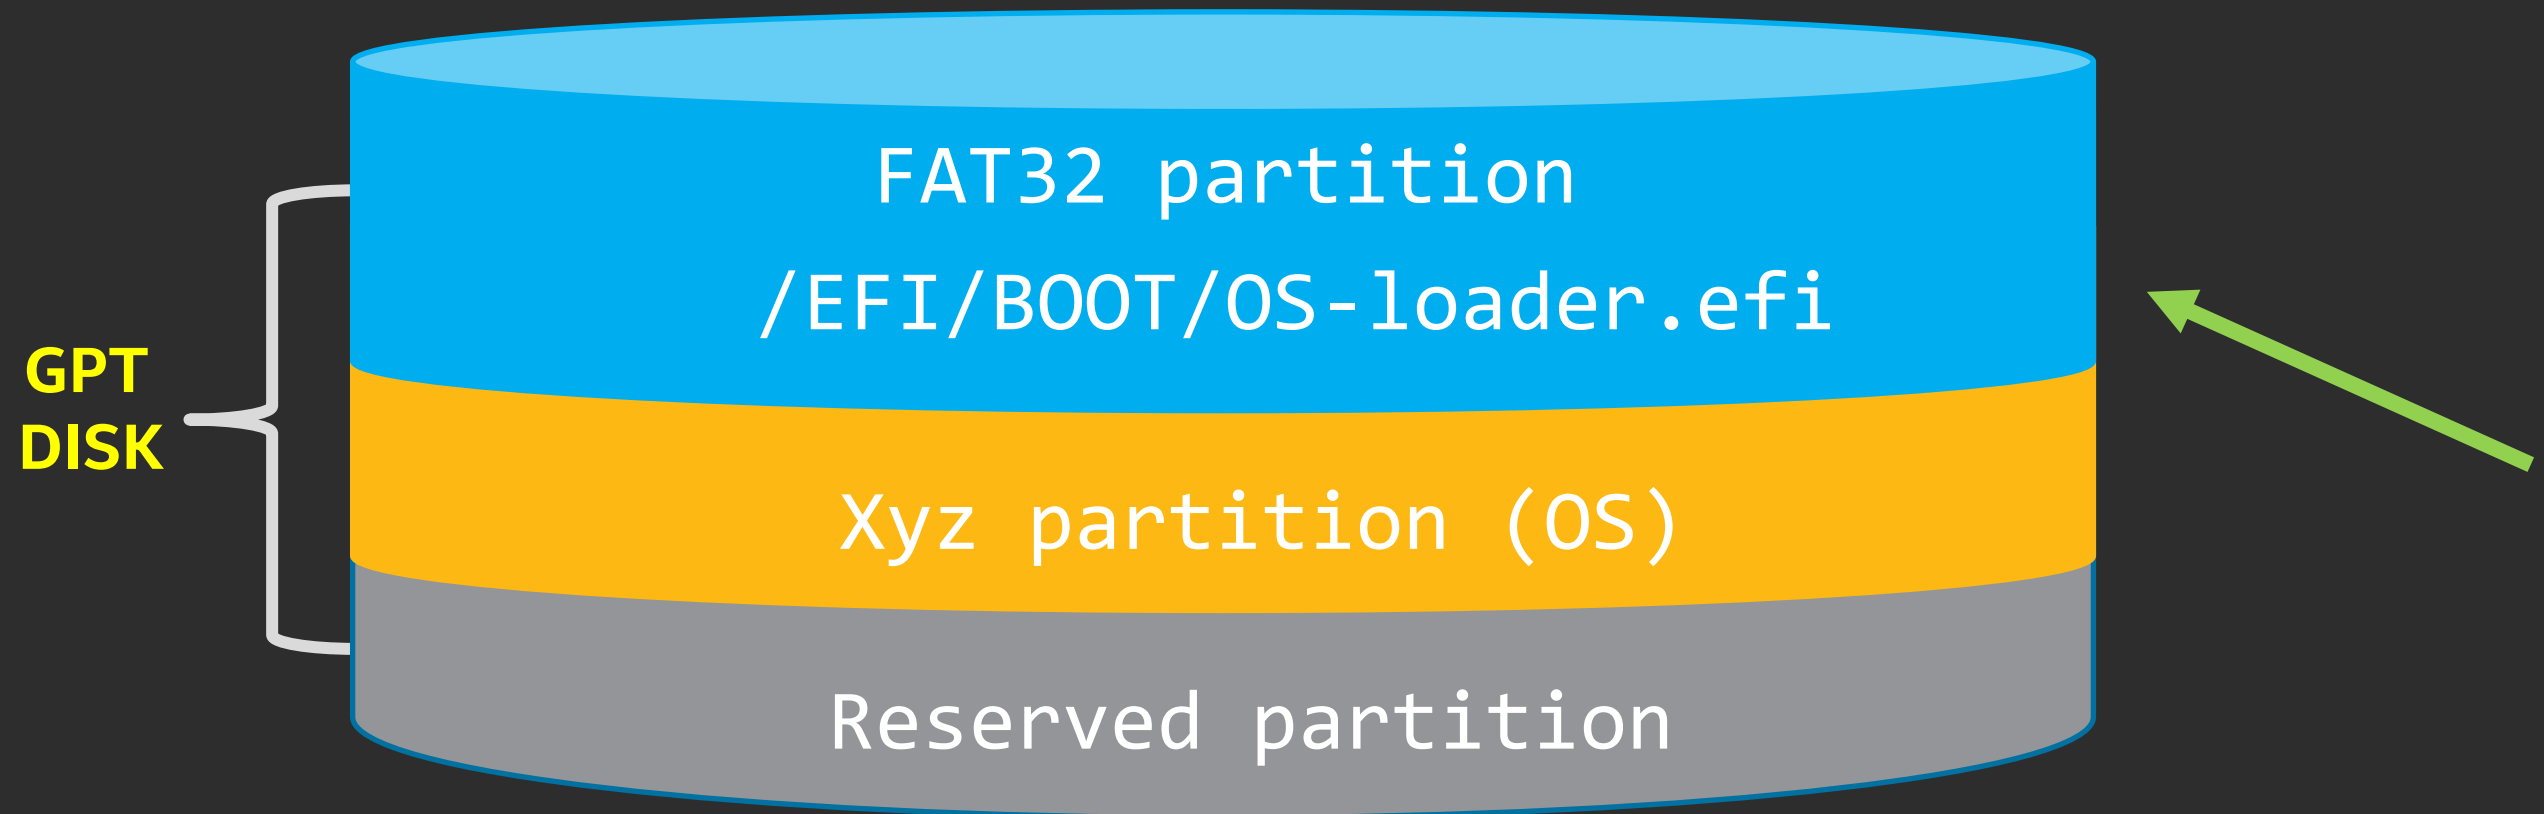 FAT32 partition
/EFI/BOOT/OS-loader.efi
GPT
DISK
Xyz partition (OS)
Reserved partition